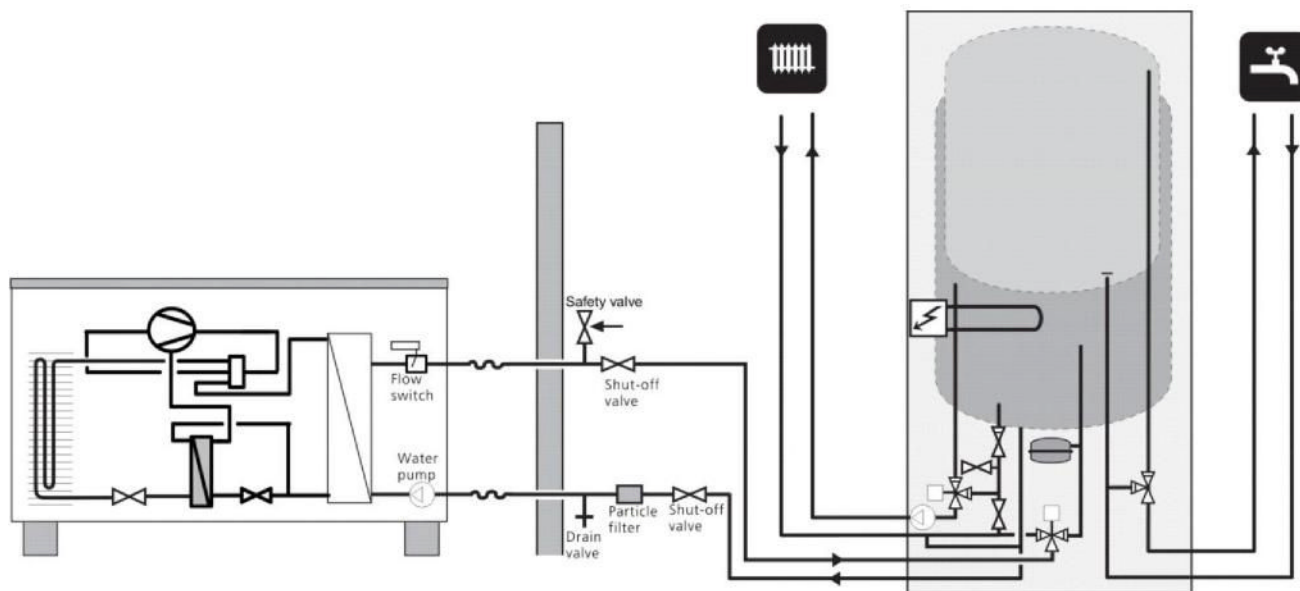 Safety valve
Flow
switch
Shut-off
valve
Water
pump
Drain
valve
Particle
filter
Shut-off
valve